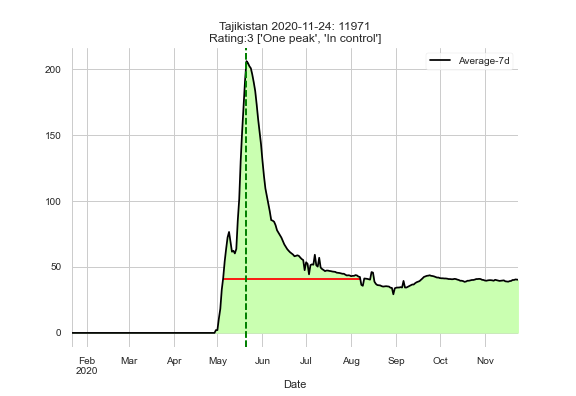 Tajikistan 2020-11-24: 11971
Rating:3 ['One peak', 'In control']
Average-7d
200
150
100
50
0
Feb Mar Apr May Jun Jul Aug Sep Oct Nov
2020
Date